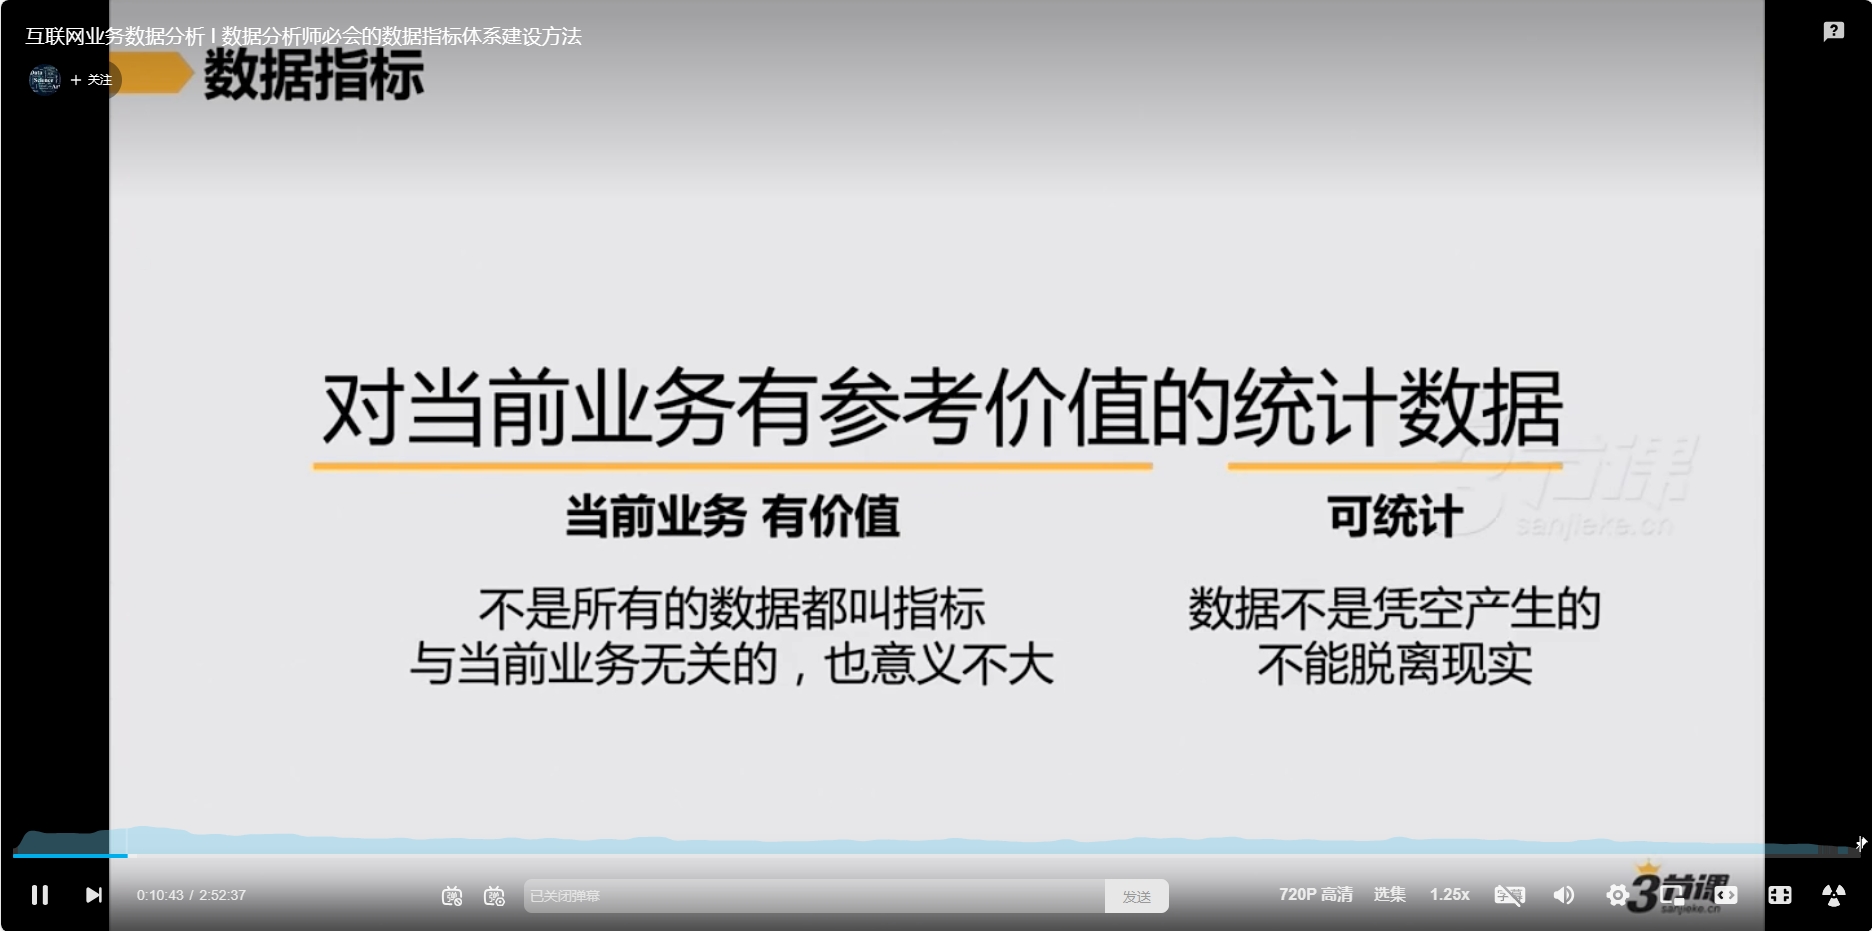 互联网业务数据分析 | 数据分析师必会的数据指标体系建设方法
+ 关注
数据指标
对当前业务有参考价值的统计数据
当前业务 有价值
可统计
不是所有的数据都叫指标
与当前业务无关的，也意义不大
数据不是凭空产生的
不能脱离现实
3节课
sanjieke.cn
0:10:43 / 2:52:37
已关闭弹幕
发送
720P 高清
选集
1.25x
字幕
3节课
sanjieke.cn